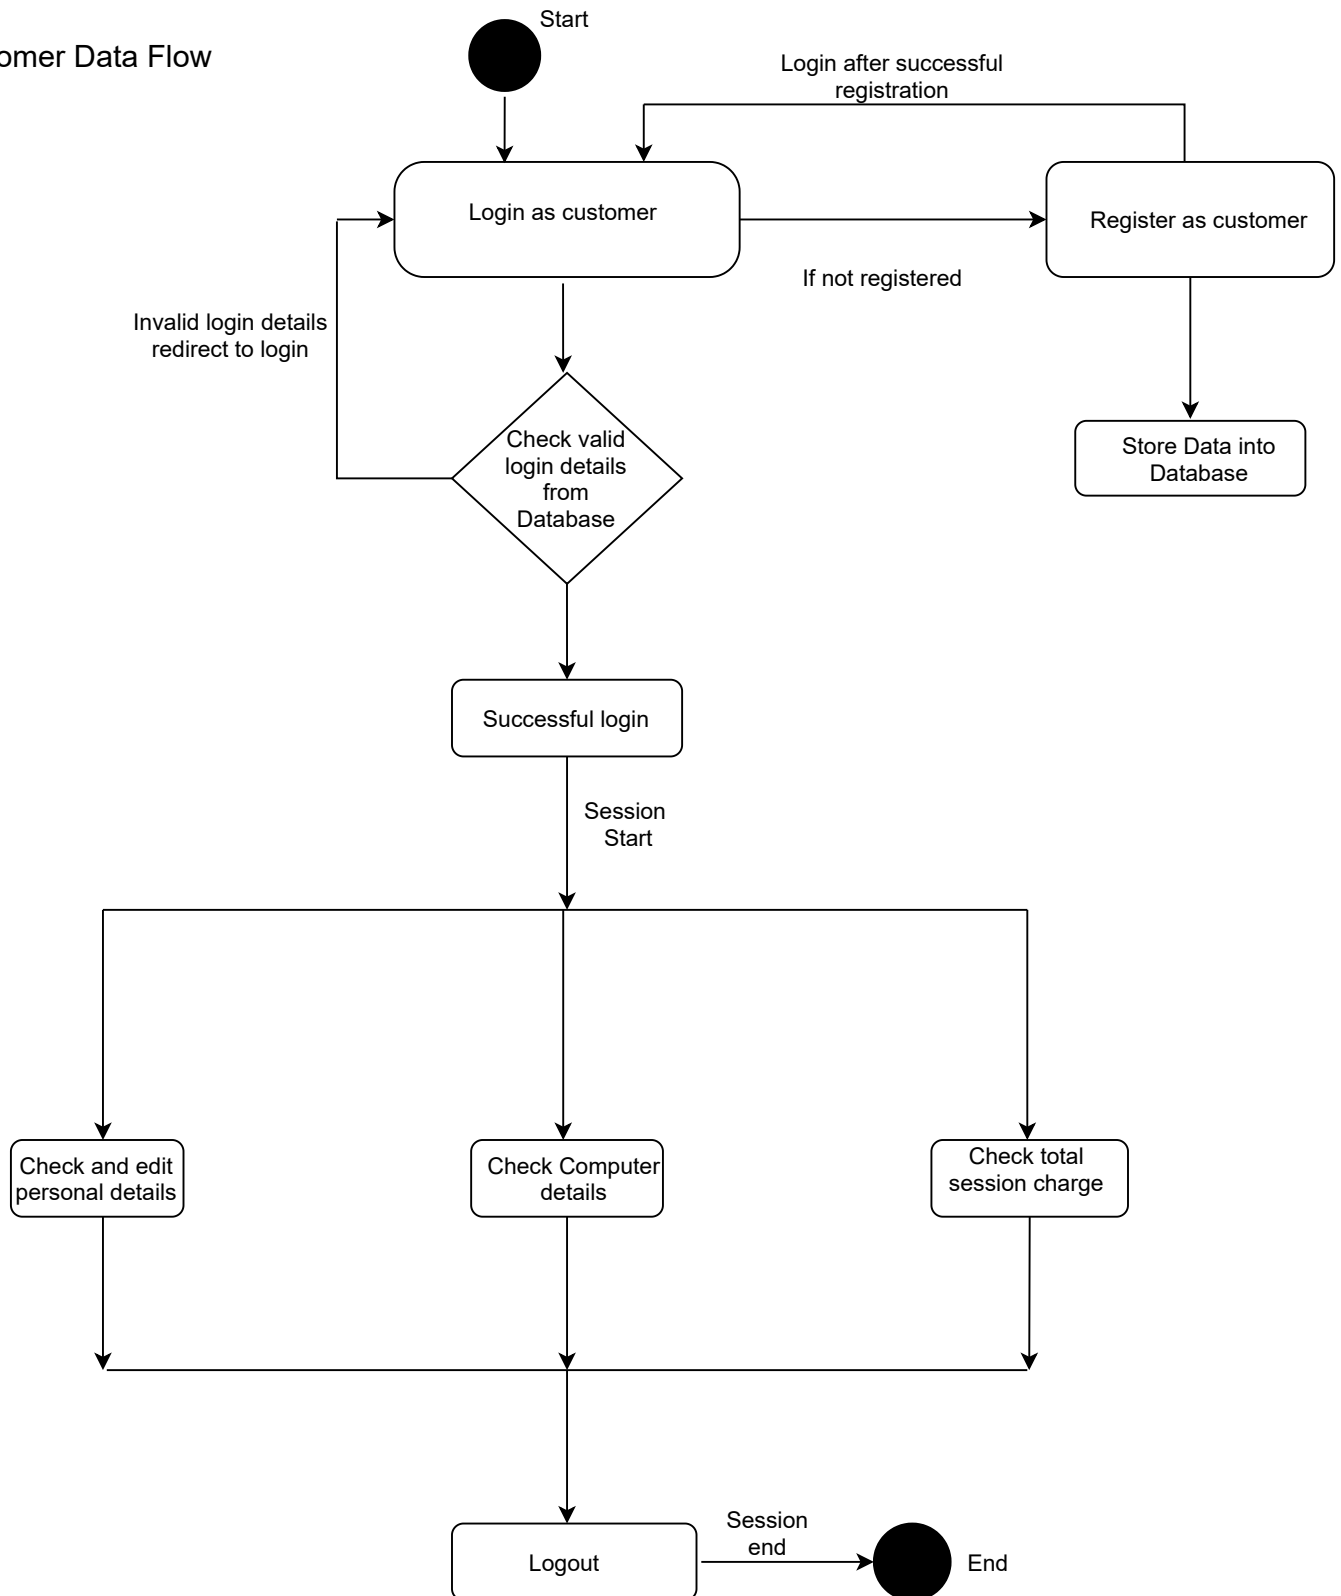 Start
omer Data Flow
Login after successful
registration
Login as customer
Register as customer
If not registered
Invalid login details
redirect to login
Check valid
login details
from
Database
Store Data into
Database
Successful login
Session
Start
Check and edit
personal details
Check Computer
details
Check total
session charge
Session
end
Logout
End